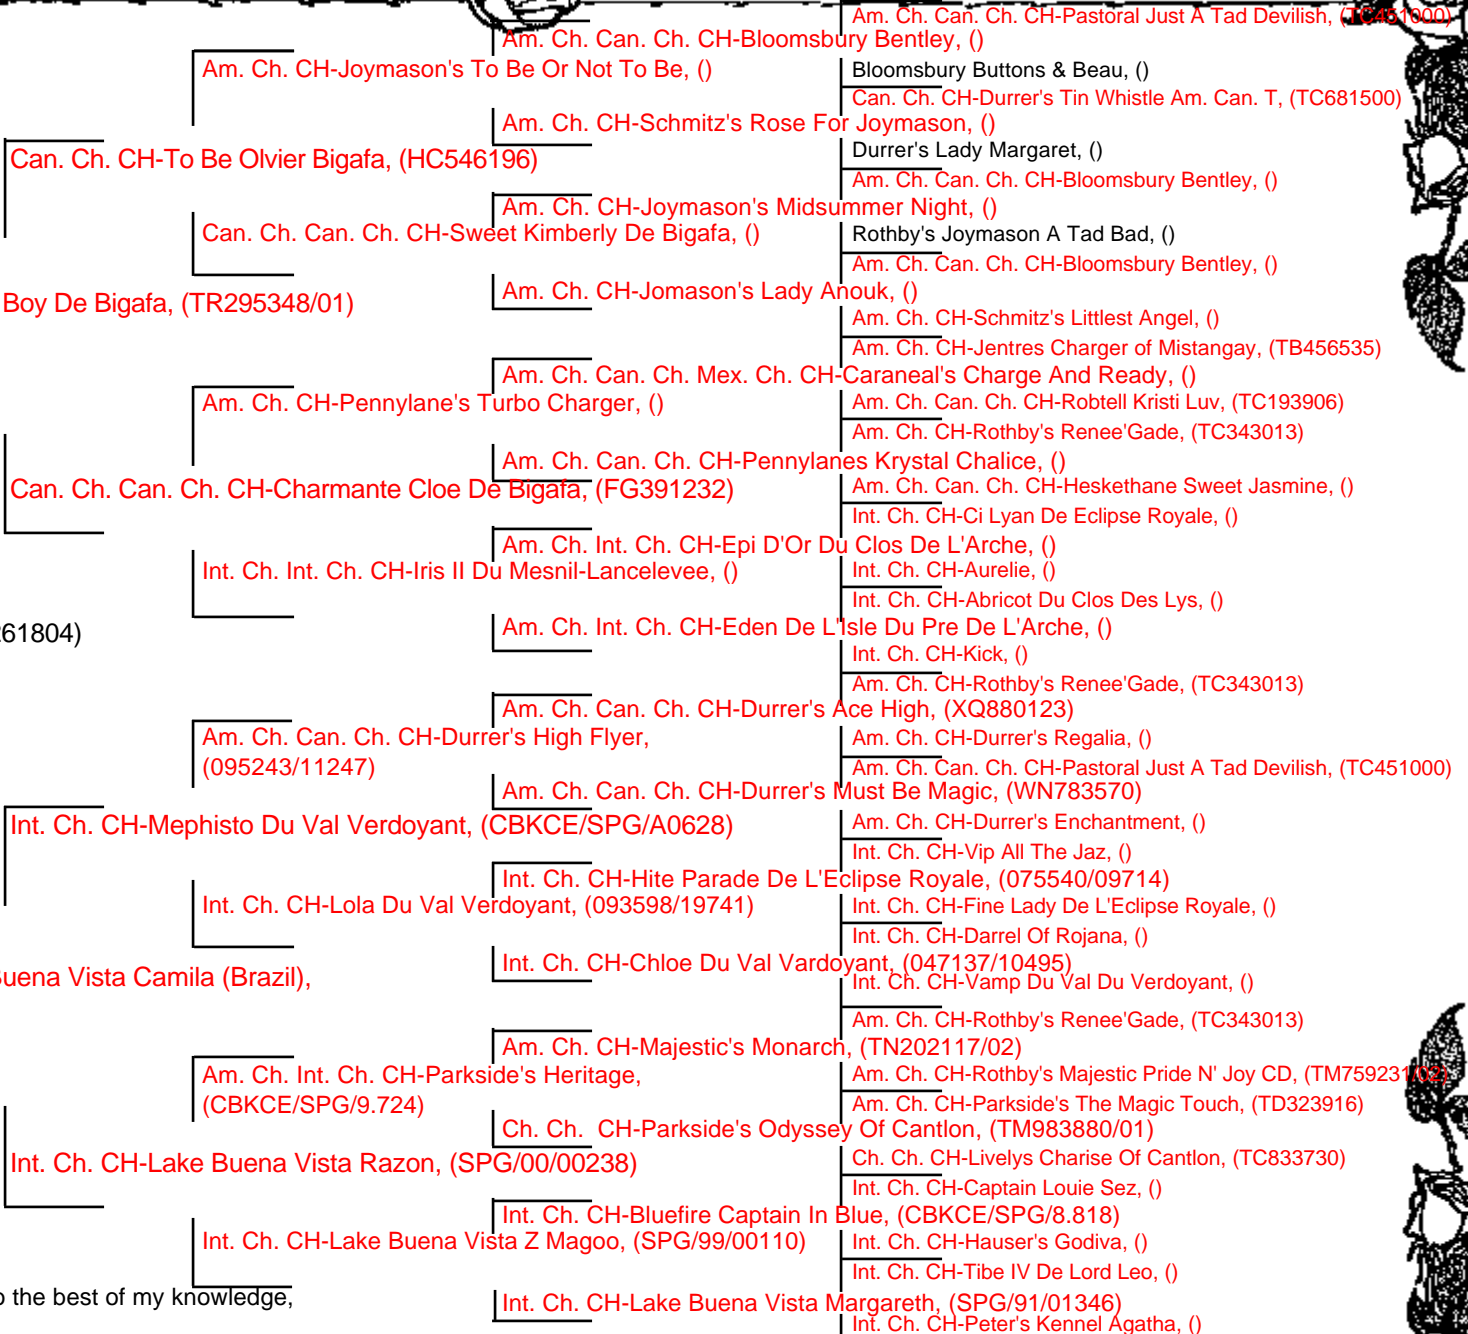 Am. Ch. Can. Ch. CH-Pastoral Just A Tad Devilish, (TC451000)
Am. Ch. Can. Ch. CH-Bloomsbury Bentley, ()
Am. Ch. CH-Joymason's To Be Or Not To Be, ()
Bloomsbury Buttons & Beau, ()
Can. Ch. CH-Durrer's Tin Whistle Am. Can. T, (TC681500)
Am. Ch. CH-Schmitz's Rose For Joymason, ()
Can. Ch. CH-To Be Olvier Bigafa, (HC546196)
Durrer's Lady Margaret, ()
Am. Ch. Can. Ch. CH-Bloomsbury Bentley, ()
Am. Ch. CH-Joymason's Midsummer Night, ()
Can. Ch. Can. Ch. CH-Sweet Kimberly De Bigafa, ()
Rothby's Joymason A Tad Bad, ()
Am. Ch. Can. Ch. CH-Bloomsbury Bentley, ()
Am. Ch. CH-Jomason's Lady Anouk, ()
Boy De Bigafa, (TR295348/01)
Am. Ch. CH-Schmitz's Littlest Angel, ()
Am. Ch. CH-Jentres Charger of Mistangay, (TB456535)
Am. Ch. Can. Ch. Mex. Ch. CH-Caraneal's Charge And Ready, ()
Am. Ch. CH-Pennylane's Turbo Charger, ()
Am. Ch. Can. Ch. CH-Robtell Kristi Luv, (TC193906)
Am. Ch. CH-Rothby's Renee'Gade, (TC343013)
Am. Ch. Can. Ch. CH-Pennylanes Krystal Chalice, ()
Can. Ch. Can. Ch. CH-Charmante Cloe De Bigafa, (FG391232)
Am. Ch. Can. Ch. CH-Heskethane Sweet Jasmine, ()
Int. Ch. CH-Ci Lyan De Eclipse Royale, ()
Am. Ch. Int. Ch. CH-Epi D'Or Du Clos De L'Arche, ()
Int. Ch. Int. Ch. CH-Iris II Du Mesnil-Lancelevee, ()
Int. Ch. CH-Aurelie, ()
Int. Ch. CH-Abricot Du Clos Des Lys, ()
Am. Ch. Int. Ch. CH-Eden De L'Isle Du Pre De L'Arche, ()
61804)
Int. Ch. CH-Kick, ()
Am. Ch. CH-Rothby's Renee'Gade, (TC343013)
Am. Ch. Can. Ch. CH-Durrer's Ace High, (XQ880123)
Am. Ch. Can. Ch. CH-Durrer's High Flyer,
(095243/11247)
Am. Ch. CH-Durrer's Regalia, ()
Am. Ch. Can. Ch. CH-Pastoral Just A Tad Devilish, (TC451000)
Am. Ch. Can. Ch. CH-Durrer's Must Be Magic, (WN783570)
Int. Ch. CH-Mephisto Du Val Verdoyant, (CBKCE/SPG/A0628)
Am. Ch. CH-Durrer's Enchantment, ()
Int. Ch. CH-Vip All The Jaz, ()
Int. Ch. CH-Hite Parade De L'Eclipse Royale, (075540/09714)
Int. Ch. CH-Lola Du Val Verdoyant, (093598/19741)
Int. Ch. CH-Fine Lady De L'Eclipse Royale, ()
Int. Ch. CH-Darrel Of Rojana, ()
Int. Ch. CH-Chloe Du Val Vardoyant, (047137/10495)
Buena Vista Camila (Brazil),
Int. Ch. CH-Vamp Du Val Du Verdoyant, ()
Am. Ch. CH-Rothby's Renee'Gade, (TC343013)
Am. Ch. CH-Majestic's Monarch, (TN202117/02)
Am. Ch. Int. Ch. CH-Parkside's Heritage,
(CBKCE/SPG/9.724)
Am. Ch. CH-Rothby's Majestic Pride N' Joy CD, (TM759231/02)
Am. Ch. CH-Parkside's The Magic Touch, (TD323916)
Ch. Ch.  CH-Parkside's Odyssey Of Cantlon, (TM983880/01)
Int. Ch. CH-Lake Buena Vista Razon, (SPG/00/00238)
Ch. Ch. CH-Livelys Charise Of Cantlon, (TC833730)
Int. Ch. CH-Captain Louie Sez, ()
Int. Ch. CH-Bluefire Captain In Blue, (CBKCE/SPG/8.818)
Int. Ch. CH-Lake Buena Vista Z Magoo, (SPG/99/00110)
Int. Ch. CH-Hauser's Godiva, ()
Int. Ch. CH-Tibe IV De Lord Leo, ()
o the best of my knowledge,
Int. Ch. CH-Lake Buena Vista Margareth, (SPG/91/01346)
Int. Ch. CH-Peter's Kennel Agatha, ()